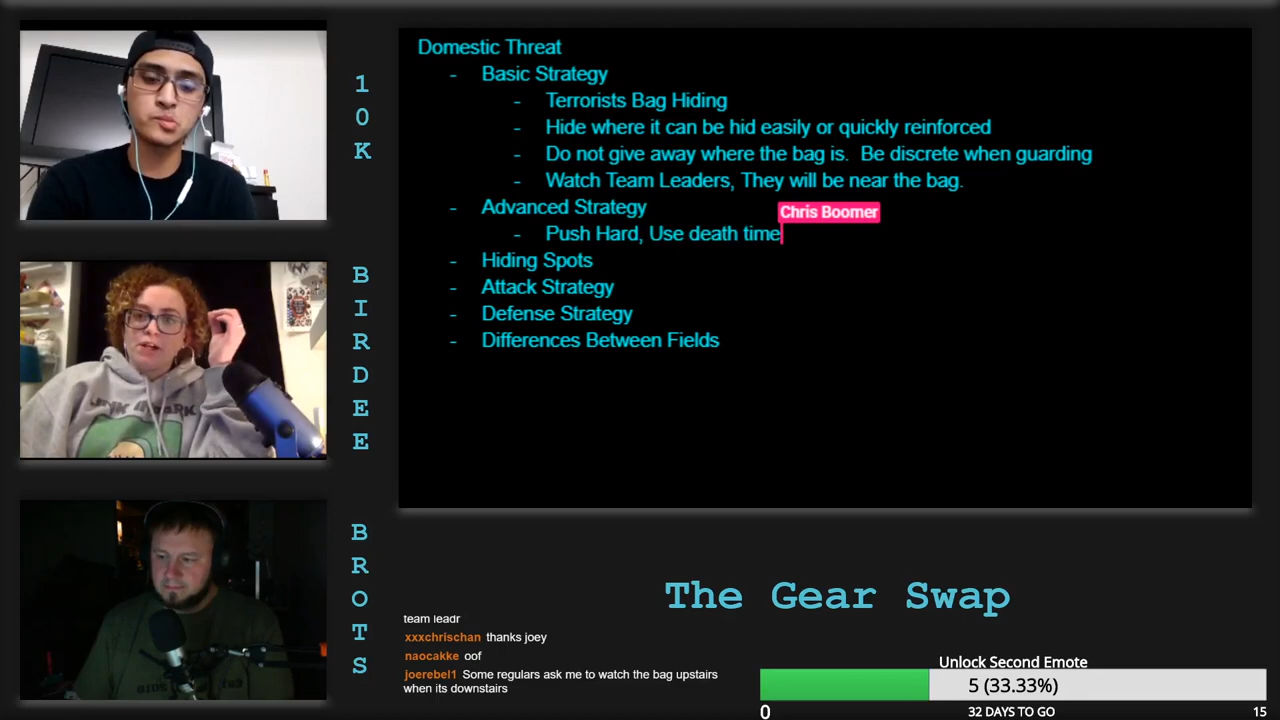 10K
BIRDEE
BROTS
Domestic Threat
- Basic Strategy
- Terrorists Bag Hiding
- Hide where it can be hid easily or quickly reinforced
- Do not give away where the bag is. Be discrete when guarding
- Watch Team Leaders, They will be near the bag.
- Advanced Strategy
Chris Boomer
- Push Hard, Use death time
- Hiding Spots
- Attack Strategy
- Defense Strategy
- Differences Between Fields
The Gear Swap
team leadr
xxxchrischan thanks joey
naocakke oof
joerebel1 Some regulars ask me to watch the bag upstairs
when its downstairs
Unlock Second Emote
5 (33.33%)
0 32 DAYS TO GO 15